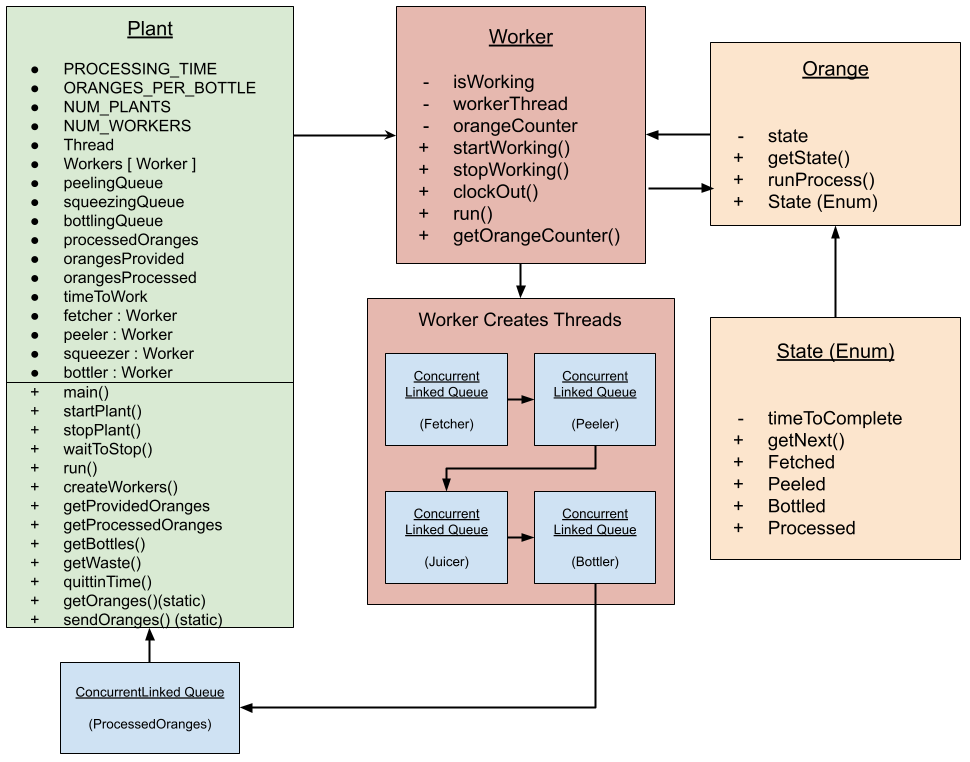 Plant
● PROCESSING_TIME
● ORANGES_PER_BOTTLE
● NUM_PLANTS
● NUM_WORKERS
● Thread
● Workers [ Worker ]
● peelingQueue
● squeezingQueue
● bottlingQueue
● processedOranges
● orangesProvided
● orangesProcessed
● timeToWork
● fetcher : Worker
● peeler : Worker
● squeezer : Worker
● bottler : Worker
+ main()
+ startPlant()
+ stopPlant()
+ waitToStop()
+ run()
+ createWorkers()
+ getProvidedOranges
+ getProcessedOranges
+ getBottles()
+ getWaste()
+ quittinTime()
+ getOranges()(static)
+ sendOranges() (static)
Worker
- isWorking
- workerThread
- orangeCounter
+ startWorking()
+ stopWorking()
+ clockOut()
+ run()
+ getOrangeCounter()
Orange
- state
+ getState()
+ runProcess()
+ State (Enum)
Worker Creates Threads
Concurrent
Linked Queue
(Fetcher)
Concurrent
Linked Queue
(Peeler)
Concurrent
Linked Queue
(Juicer)
Concurrent
Linked Queue
(Bottler)
State (Enum)
- timeToComplete
+ getNext()
+ Fetched
+ Peeled
+ Bottled
+ Processed
ConcurrentLinked Queue
(ProcessedOranges)